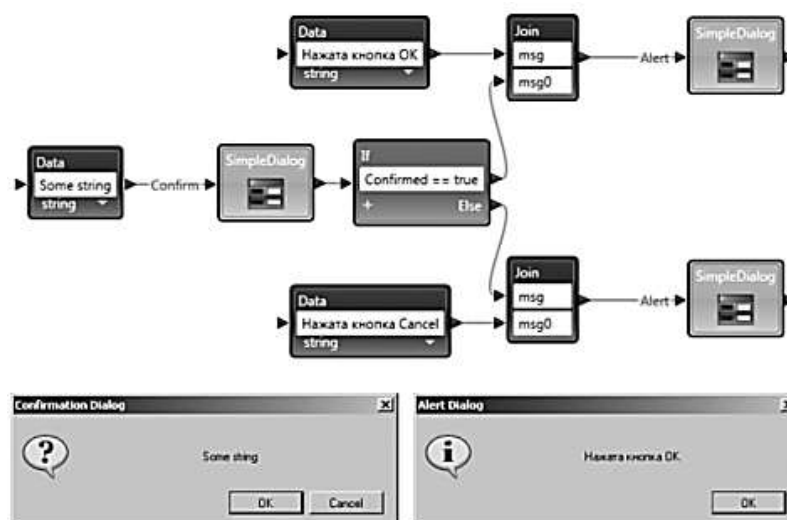 Data
Нажата кнопка OK
string
Join
msg
msg0
Alert
SimpleDialog
Data
Some string
string
Confirm
SimpleDialog
If
Confirmed == true
+ Else
Data
Нажата кнопка Cancel
string
Join
msg
msg0
Alert
SimpleDialog
Confirmation Dialog
Some string
OK
Cancel
Alert Dialog
Нажата кнопка OK
OK